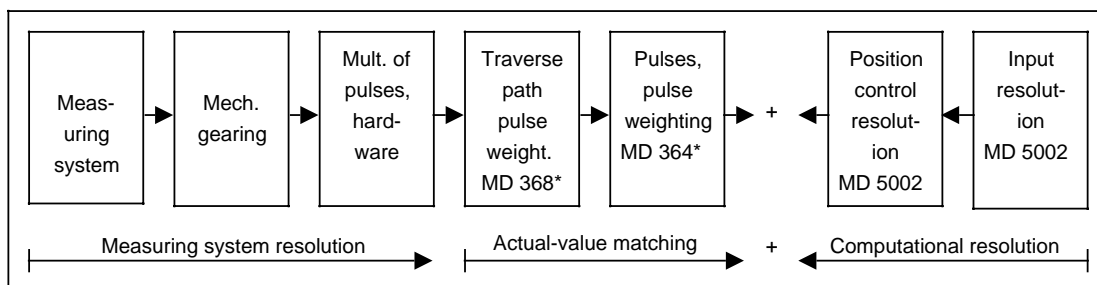 Meas-
uring
system
Mech.
gearing
Mult. of
pulses,
hard-
ware
Traverse
path
pulse
weight.
MD 368*
Pulses,
pulse
weighting
MD 364*
+
Position
control
resolut-
ion
MD 5002
Input
resolut-
ion
MD 5002
Measuring system resolution
Actual-value matching
+
Computational resolution